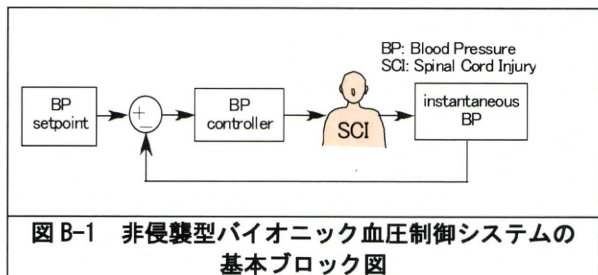 BP: Blood Pressure
SCI: Spinal Cord Injury
BP
setpoint
+
−
BP
controller
SCI
instantaneous
BP
図 B-1 非侵襲型バイオニック血圧制御システムの
基本ブロック図